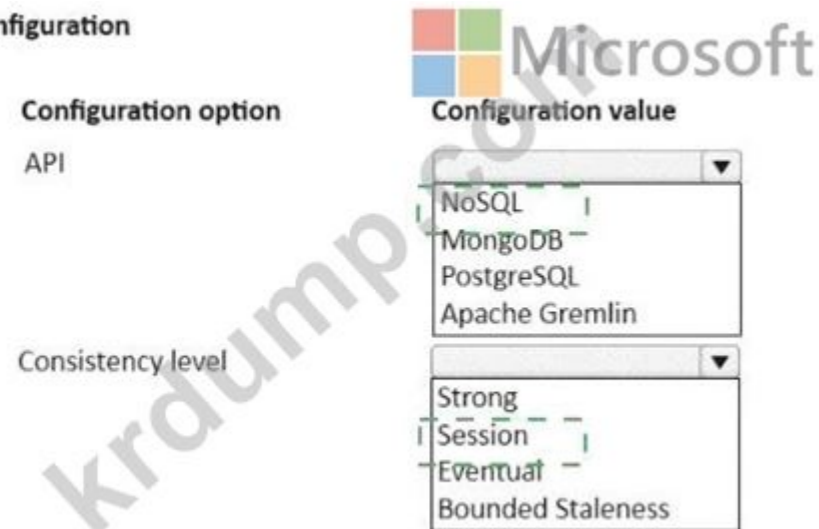 nfiguration
Microsoft
Configuration option
Configuration value
API
NoSQL
MongoDB
PostgreSQL
Apache Gremlin
Consistency level
Strong
Session
Eventual
Bounded Staleness
krdump.com